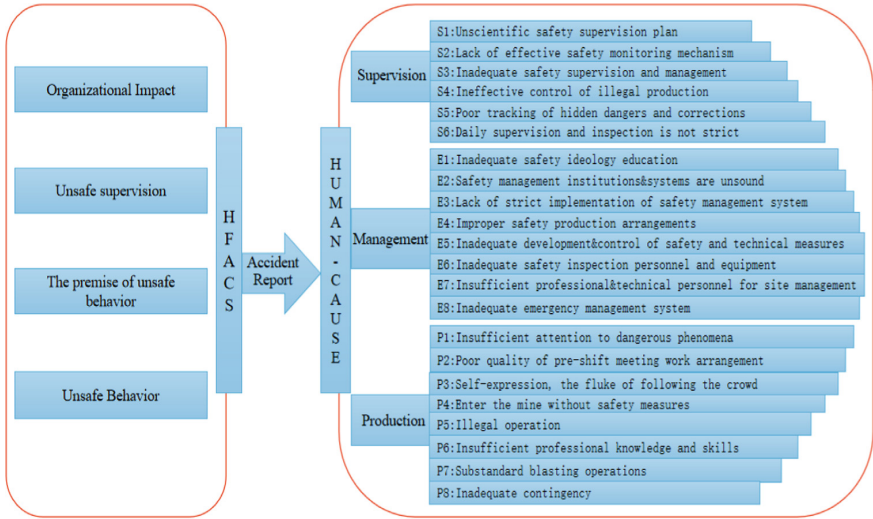 Organizational Impact
Unsafe supervision
The premise of unsafe
behavior
Unsafe Behavior
HFACS
Accident
Report
HUMAN-CAUSE
Supervision
S1:Unscientific safety supervision plan
S2:Lack of effective safety monitoring mechanism
S3:Inadequate safety supervision and management
S4:Ineffective control of illegal production
S5:Poor tracking of hidden dangers and corrections
S6:Daily supervision and inspection is not strict
Management
E1:Inadequate safety ideology education
E2:Safety management institutions&systems are unsound
E3:Lack of strict implementation of safety management system
E4:Improper safety production arrangements
E5:Inadequate development&control of safety and technical measures
E6:Inadequate safety inspection personnel and equipment
E7:Insufficient professional&technical personnel for site management
E8:Inadequate emergency management system
Production
P1:Insufficient attention to dangerous phenomena
P2:Poor quality of pre-shift meeting work arrangement
P3:Self-expression, the fluke of following the crowd
P4:Enter the mine without safety measures
P5:Illegal operation
P6:Insufficient professional knowledge and skills
P7:Substandard blasting operations
P8:Inadequate contingency